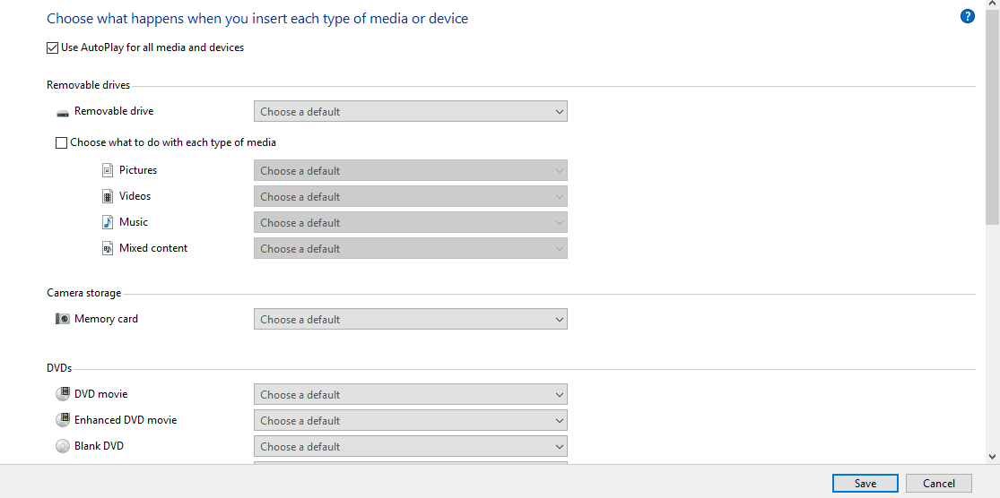 Choose what happens when you insert each type of media or device
?
Use AutoPlay for all media and devices
Removable drives
Removable drive Choose a default
Choose what to do with each type of media
Pictures Choose a default
Videos Choose a default
Music Choose a default
Mixed content Choose a default
Camera storage
Memory card Choose a default
DVDs
DVD movie Choose a default
Enhanced DVD movie Choose a default
Blank DVD Choose a default
Save Cancel